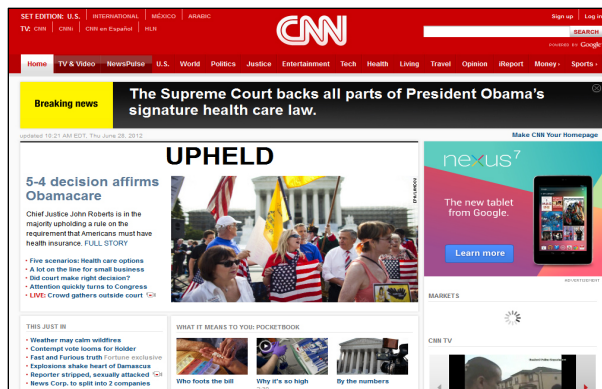 SET EDITION: U.S. INTERNATIONAL MÉXICO ARABIC
TV: CNN CNNi CNN en Español HLN
CNN
Sign up Log in
SEARCH
POWERED BY Google
Home TV & Video NewsPulse U.S. World Politics Justice Entertainment Tech Health Living Travel Opinion iReport Money Sports
Breaking news
The Supreme Court backs all parts of President Obama's
signature health care law.
updated 10:21 AM EDT, Thu June 28, 2012
Make CNN Your Homepage
UPHELD
5-4 decision affirms
Obamacare
Chief Justice John Roberts is in the
majority upholding a rule on the
requirement that Americans must have
health insurance. FULL STORY
Five scenarios: Health care options
A lot on the line for small business
Did court make right decision?
Attention quickly turns to Congress
LIVE: Crowd gathers outside court
nexus 7
The new tablet
from Google.
Learn more
ADVERTISEMENT
MARKETS
CNN TV
THIS JUST IN
Weather may calm wildfires
Contempt vote looms for Holder
Fast and Furious truth Fortune exclusive
Explosions shake heart of Damascus
Reporter stripped, sexually attacked
News Corp. to split into 2 companies
WHAT IT MEANS TO YOU: POCKETBOOK
Who foots the bill
Why it's so high
By the numbers